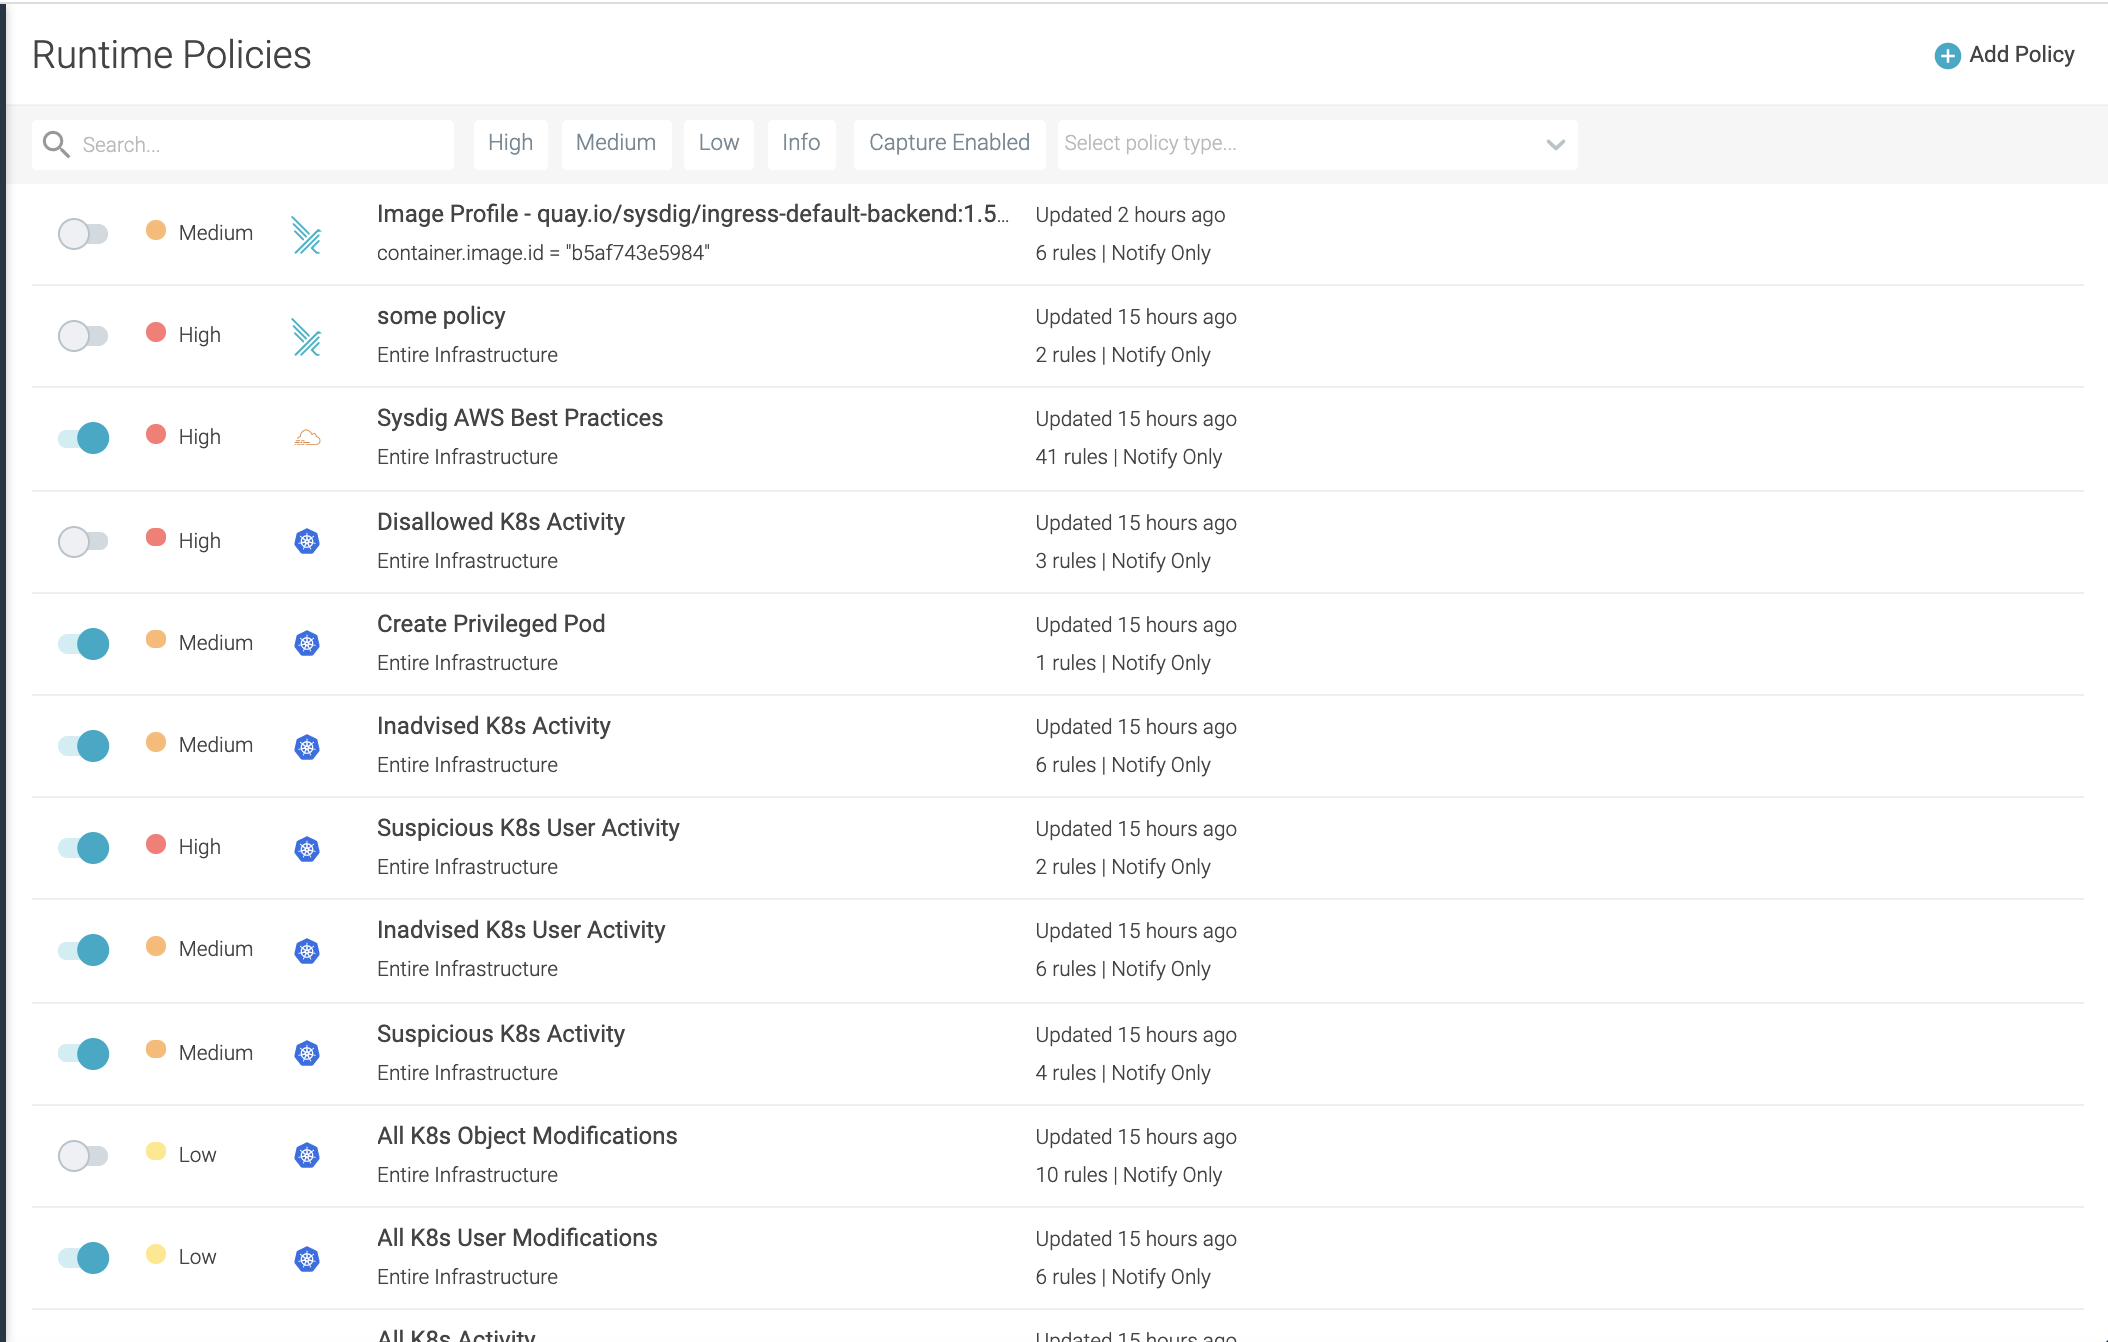 Runtime Policies
Add Policy
Search...
High
Medium
Low
Info
Capture Enabled
Select policy type...
Medium
Image Profile - quay.io/sysdig/ingress-default-backend:1.5...
container.image.id = "b5af743e5984"
Updated 2 hours ago
6 rules | Notify Only
High
some policy
Entire Infrastructure
Updated 15 hours ago
2 rules | Notify Only
High
Sysdig AWS Best Practices
Entire Infrastructure
Updated 15 hours ago
41 rules | Notify Only
High
Disallowed K8s Activity
Entire Infrastructure
Updated 15 hours ago
3 rules | Notify Only
Medium
Create Privileged Pod
Entire Infrastructure
Updated 15 hours ago
1 rules | Notify Only
Medium
Inadvised K8s Activity
Entire Infrastructure
Updated 15 hours ago
6 rules | Notify Only
High
Suspicious K8s User Activity
Entire Infrastructure
Updated 15 hours ago
2 rules | Notify Only
Medium
Inadvised K8s User Activity
Entire Infrastructure
Updated 15 hours ago
6 rules | Notify Only
Medium
Suspicious K8s Activity
Entire Infrastructure
Updated 15 hours ago
4 rules | Notify Only
Low
All K8s Object Modifications
Entire Infrastructure
Updated 15 hours ago
10 rules | Notify Only
Low
All K8s User Modifications
Entire Infrastructure
Updated 15 hours ago
6 rules | Notify Only
All K8s Activity
Updated 15 hours ago